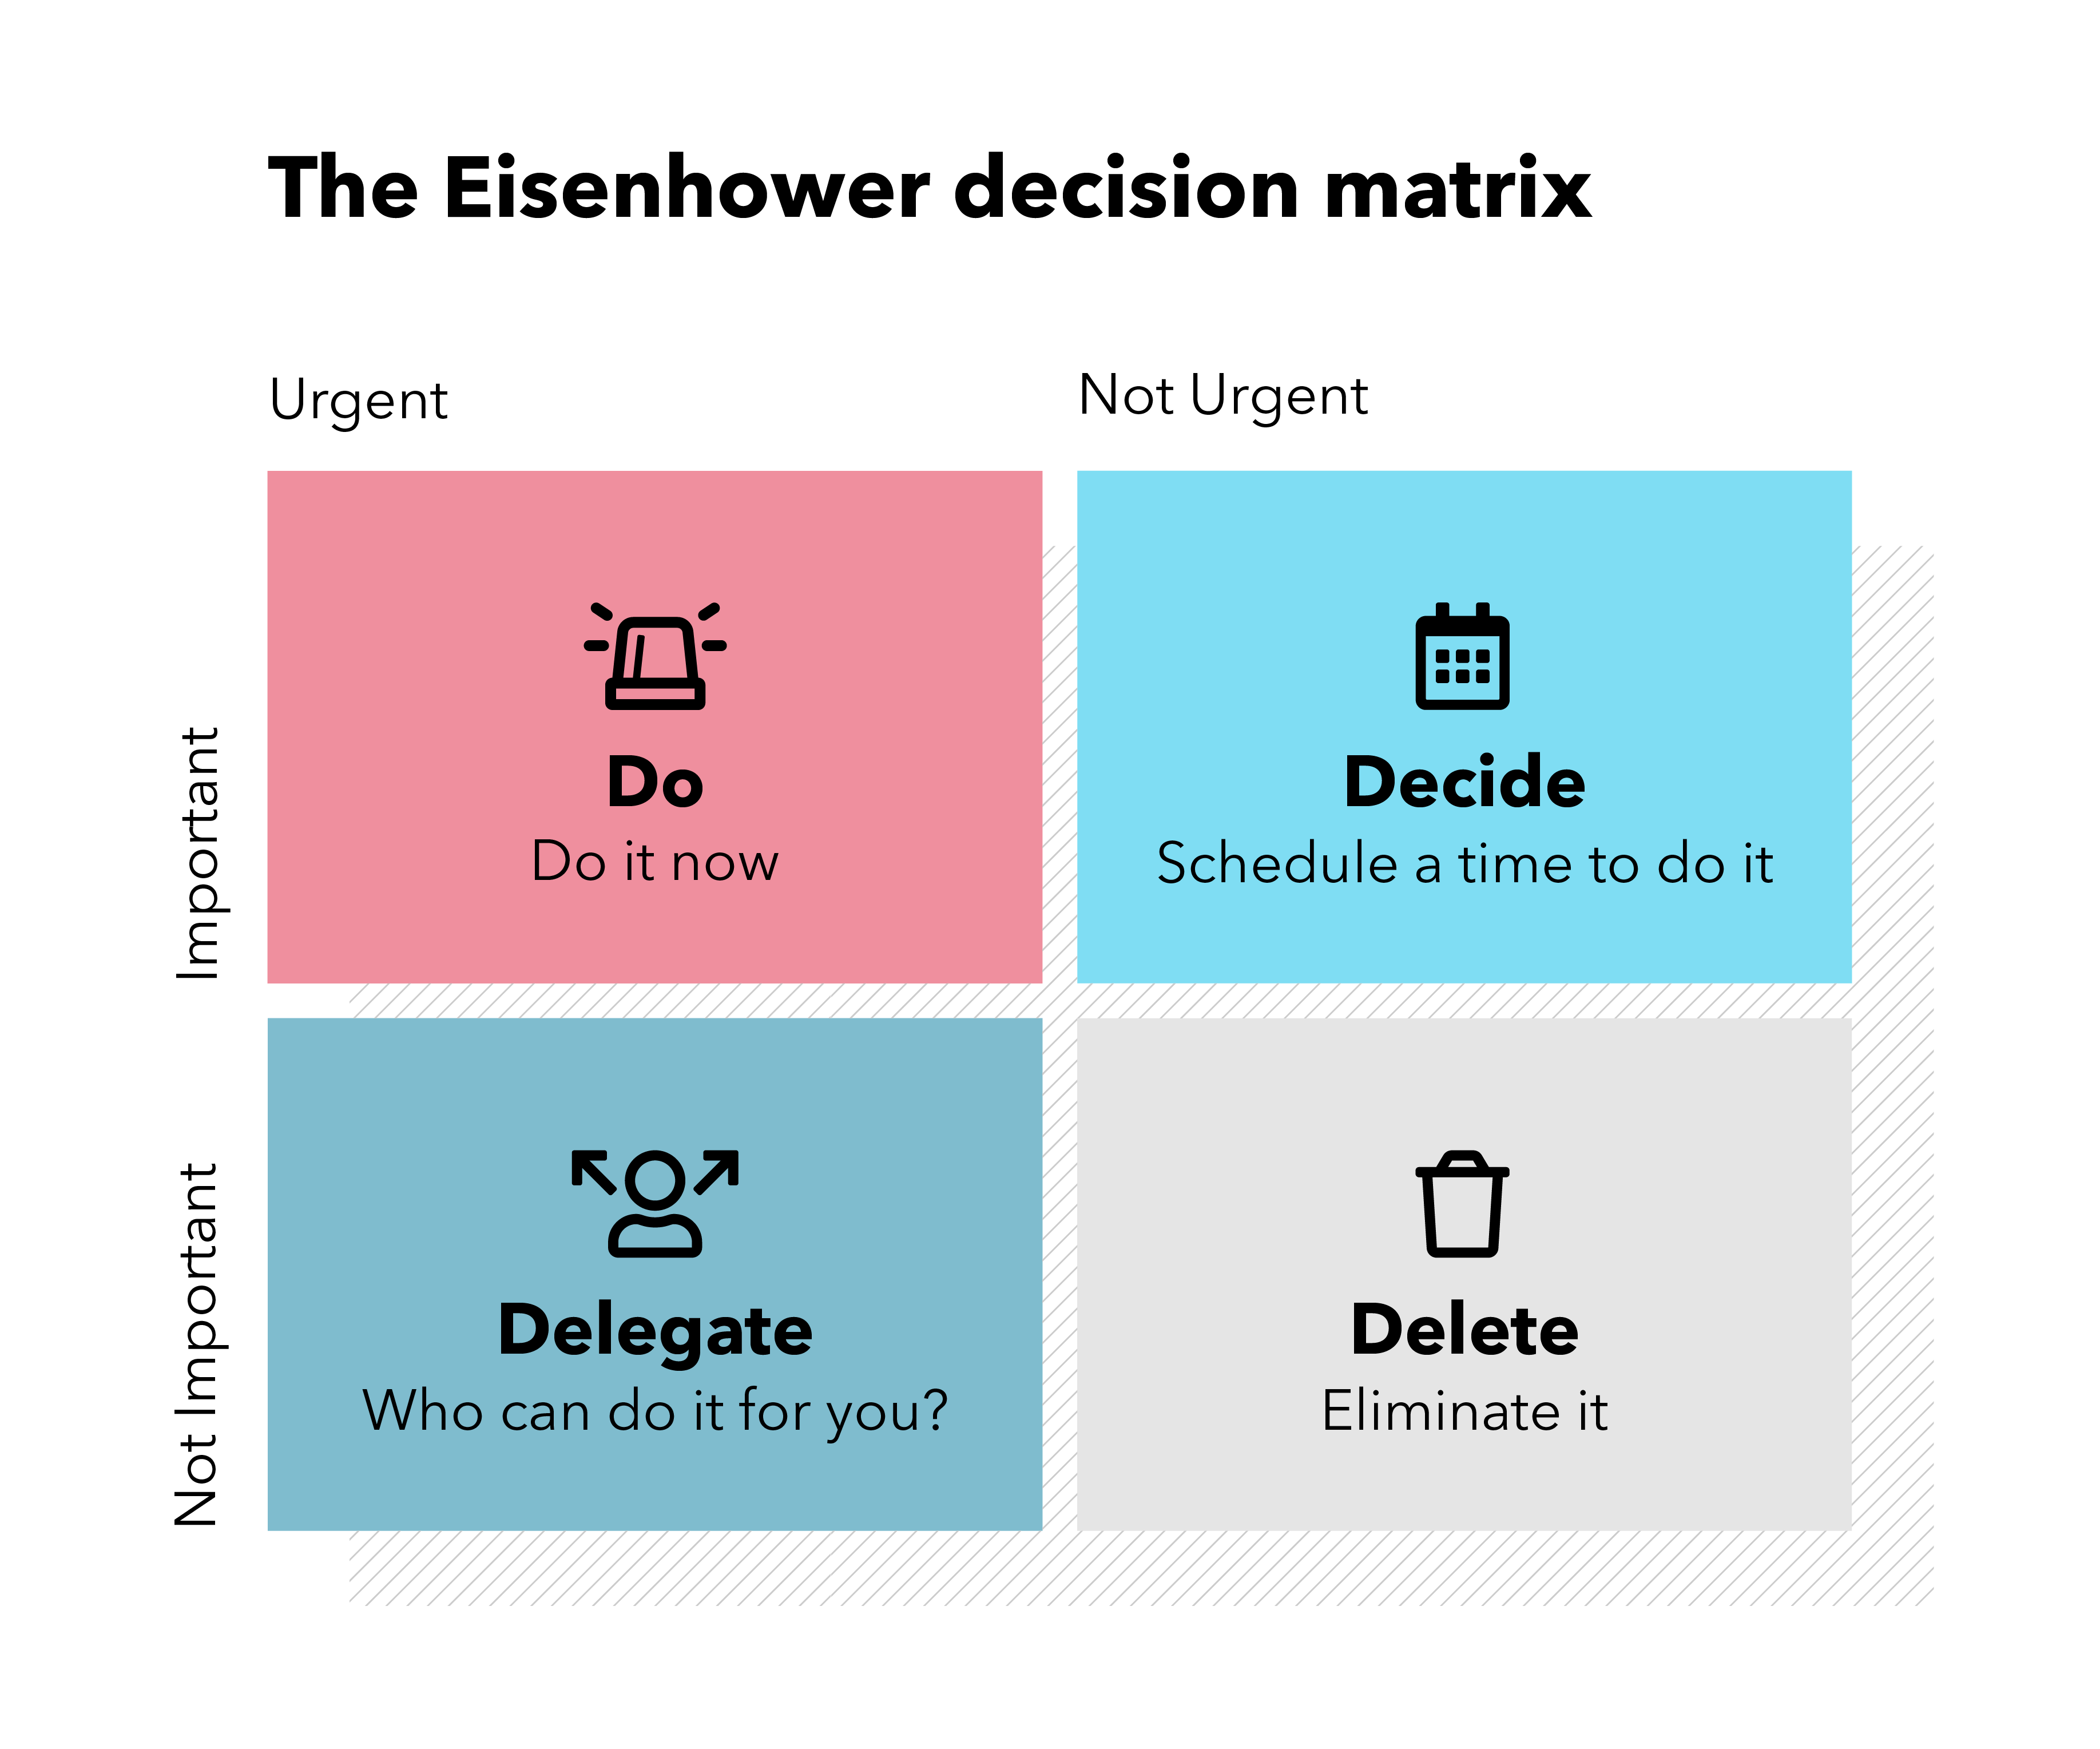 The Eisenhower decision matrix
Urgent
Not Urgent
Important
Do
Do it now
Decide
Schedule a time to do it
Not Important
Delegate
Who can do it for you?
Delete
Eliminate it